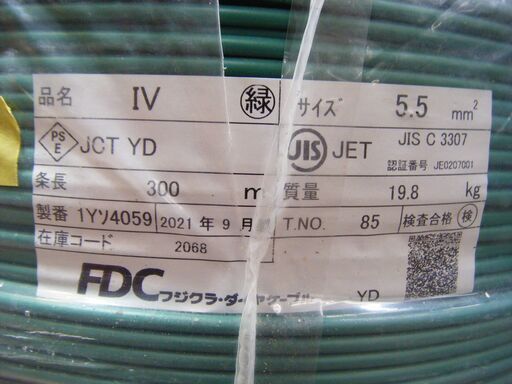 品名 IV 緑 サイズ 5.5 mm²
PS E JCT YD JIS JET JIS C 3307
認証番号 JE0207001
条長 300 m 質量 19.8 kg
製番 1Yソ4059 2021 年 9 月 T.NO. 85 検査合格 検
在庫コード 2068
FDC フジクラ・ダイヤケーブル YD